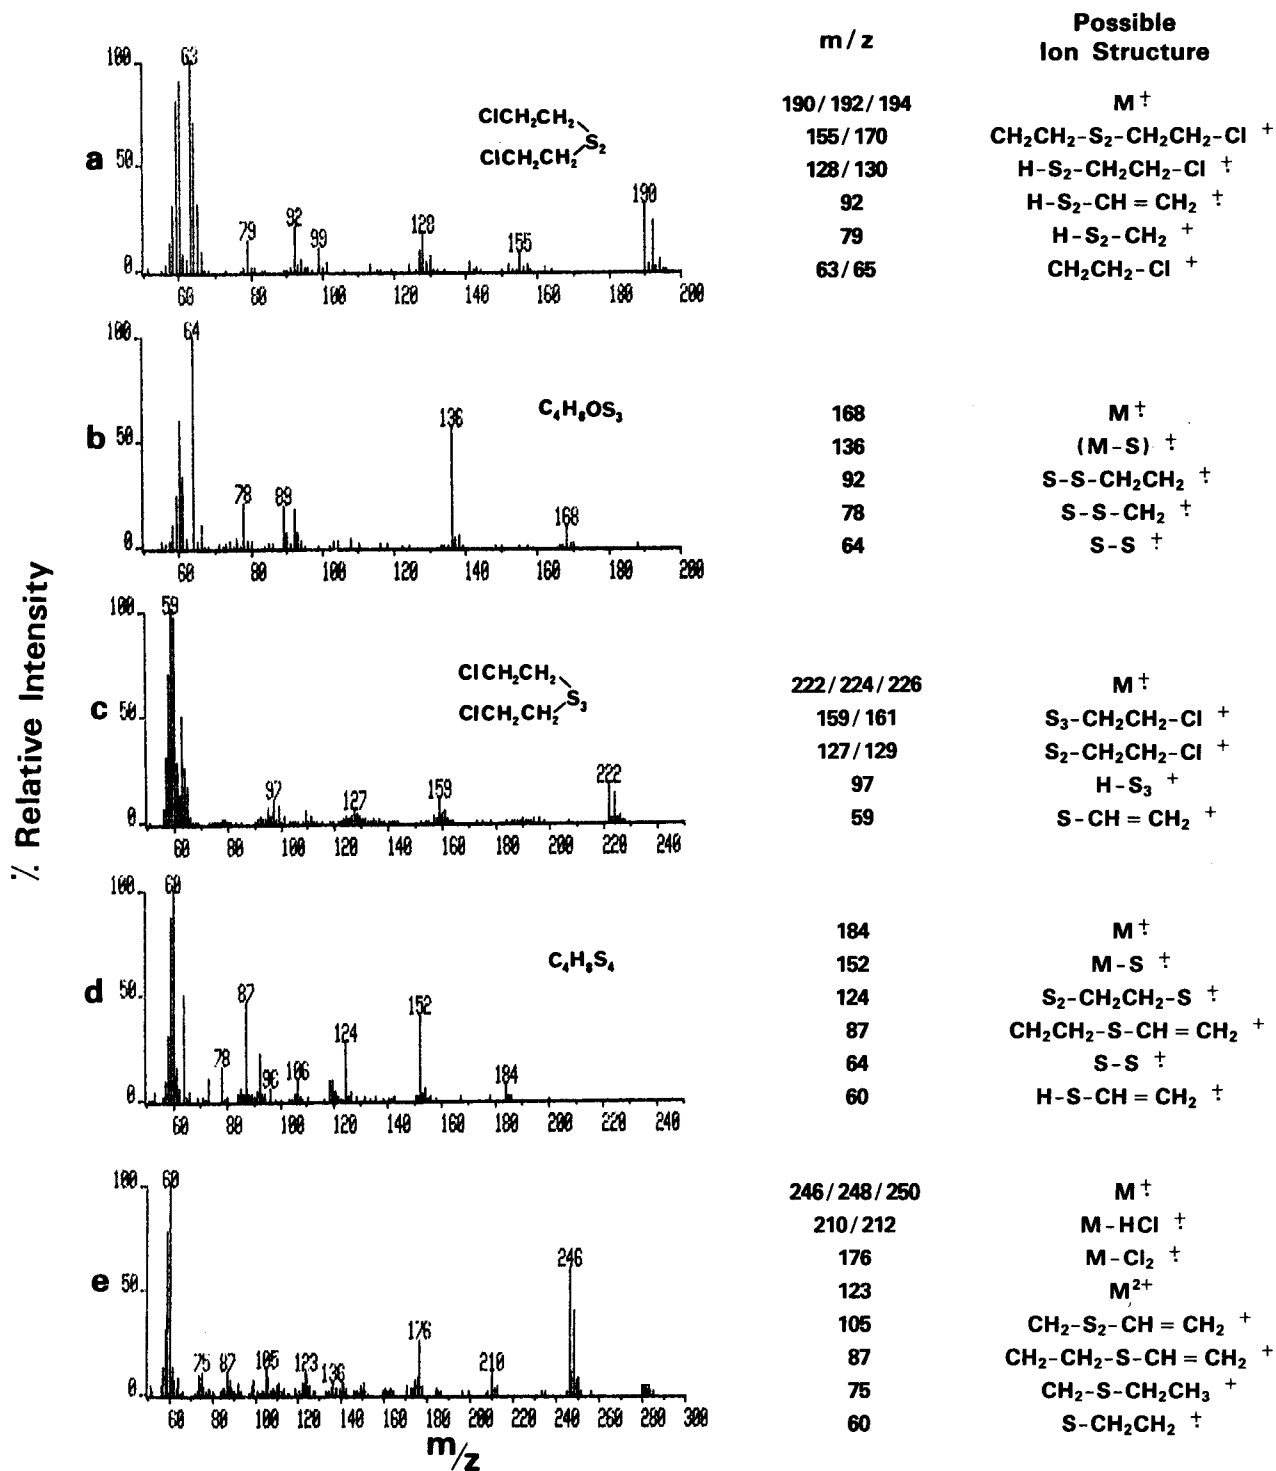 m/z
Possible
Ion Structure
100
63
ClCH₂CH₂
S₂
ClCH₂CH₂
a
50
190
79
92
99
128
155
0
60 80 100 120 140 160 180 200
190/192/194 M⁺·
155/170 CH₂CH₂-S₂-CH₂CH₂-Cl ⁺
128/130 H-S₂-CH₂CH₂-Cl ⁺·
92 H-S₂-CH=CH₂ ⁺·
79 H-S₂-CH₂ ⁺
63/65 CH₂CH₂-Cl ⁺
100
64
C₄H₈OS₃
b
50
136
78
89
168
0
60 80 100 120 140 160 180 200
168 M⁺·
136 (M-S) ⁺·
92 S-S-CH₂CH₂ ⁺·
78 S-S-CH₂ ⁺·
64 S-S ⁺·
% Relative Intensity
100
59
ClCH₂CH₂
S₃
ClCH₂CH₂
c
50
97
127
159
222
0
60 80 100 120 140 160 180 200 220 240
222/224/226 M⁺·
159/161 S₃-CH₂CH₂-Cl ⁺
127/129 S₂-CH₂CH₂-Cl ⁺
97 H-S₃ ⁺
59 S-CH=CH₂ ⁺
100
60
C₄H₈S₄
d
50
87
152
124
78
96
106
184
0
60 80 100 120 140 160 180 200 220 240
184 M⁺·
152 M-S ⁺·
124 S₂-CH₂CH₂-S ⁺·
87 CH₂CH₂-S-CH=CH₂ ⁺
64 S-S ⁺·
60 H-S-CH=CH₂ ⁺·
100
60
e
50
246
176
75
87
105
123
136
210
0
60 80 100 120 140 160 180 200 220 240 260 280 300
m/z
246/248/250 M⁺·
210/212 M-HCl ⁺·
176 M-Cl₂ ⁺·
123 M²⁺
105 CH₂-S₂-CH=CH₂ ⁺
87 CH₂-CH₂-S-CH=CH₂ ⁺
75 CH₂-S-CH₂CH₃ ⁺
60 S-CH₂CH₂ ⁺·